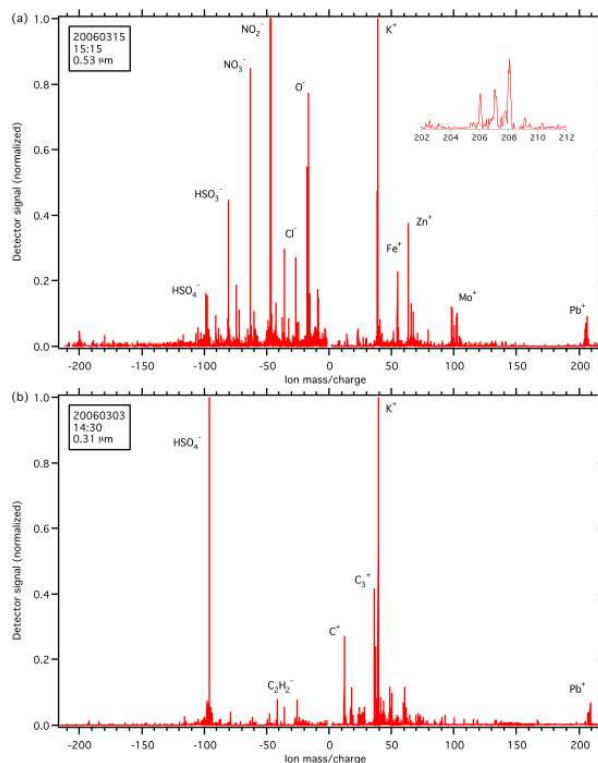 (a)
20060315
15:15
0.53 μm
NO₂⁻
K⁺
NO₃⁻
O⁻
HSO₃⁻
Cl⁻
Zn⁺
Fe⁺
HSO₄⁻
Mo⁺
Pb⁺
202 204 206 208 210 212
1.0
0.8
0.6
0.4
0.2
0.0
Detector signal (normalized)
-200 -150 -100 -50 0 50 100 150 200
Ion mass/charge
(b)
20060303
14:30
0.31 μm
K⁺
HSO₄⁻
C₃⁺
C⁺
C₂H₂⁻
Pb⁺
1.0
0.8
0.6
0.4
0.2
0.0
Detector signal (normalized)
-200 -150 -100 -50 0 50 100 150 200
Ion mass/charge